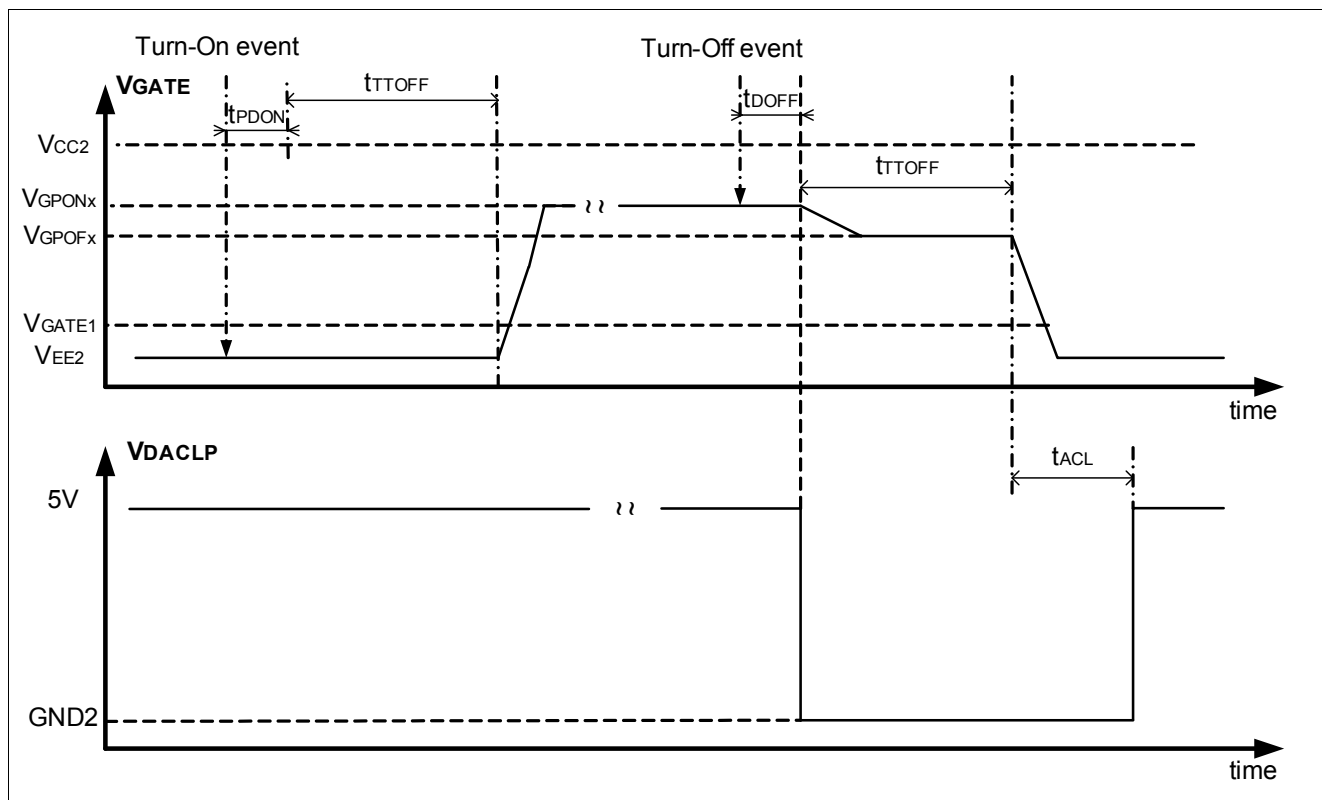 Turn-On event
Turn-Off event
VGATE
tTTOFF
tDOFF
tPDON
VCC2
tTTOFF
VGPONx
VGPOFx
VGATE1
VEE2
time
VDACLP
tACL
5V
GND2
time